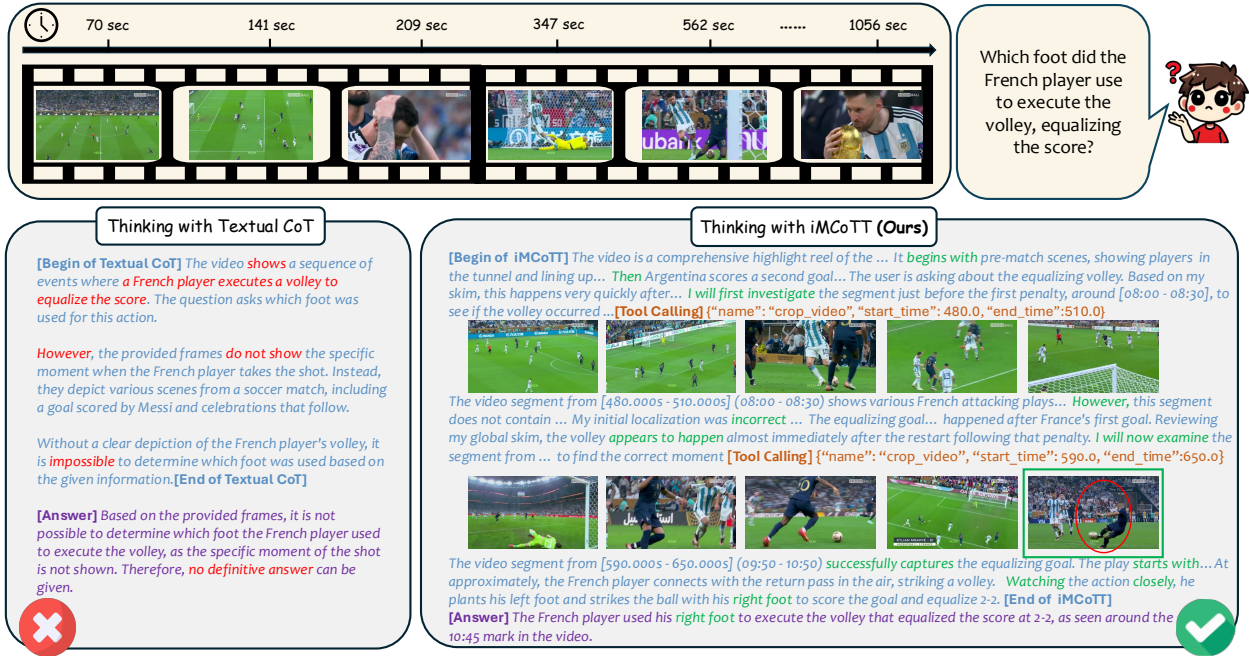 70 sec 141 sec 209 sec 347 sec 562 sec ...... 1056 sec
Which foot did the
French player use
to execute the
volley, equalizing
the score?
?
ubank
Thinking with Textual CoT
[Begin of Textual CoT] The video shows a sequence of
events where a French player executes a volley to
equalize the score. The question asks which foot was
used for this action.
However, the provided frames do not show the specific
moment when the French player takes the shot. Instead,
they depict various scenes from a soccer match, including
a goal scored by Messi and celebrations that follow.
Without a clear depiction of the French player's volley, it
is impossible to determine which foot was used based on
the given information.[End of Textual CoT]
[Answer] Based on the provided frames, it is not
possible to determine which foot the French player used
to execute the volley, as the specific moment of the shot
is not shown. Therefore, no definitive answer can be
given.
Thinking with iMCoTT (Ours)
[Begin of iMCoTT] The video is a comprehensive highlight reel of the ... It begins with pre-match scenes, showing players in
the tunnel and lining up... Then Argentina scores a second goal... The user is asking about the equalizing volley. Based on my
skim, this happens very quickly after... I will first investigate the segment just before the first penalty, around [08:00 - 08:30], to
see if the volley occurred ...[Tool Calling] {“name”: “crop_video”, “start_time”: 480.0, “end_time”:510.0}
The video segment from [480.000s - 510.000s] (08:00 - 08:30) shows various French attacking plays... However, this segment
does not contain ... My initial localization was incorrect ... The equalizing goal... happened after France's first goal. Reviewing
my global skim, the volley appears to happen almost immediately after the restart following that penalty. I will now examine the
segment from ... to find the correct moment [Tool Calling] {“name”: “crop_video”, “start_time”: 590.0, “end_time”:650.0}
The video segment from [590.000s - 650.000s] (09:50 - 10:50) successfully captures the equalizing goal. The play starts with... At
approximately, the French player connects with the return pass in the air, striking a volley. Watching the action closely, he
plants his left foot and strikes the ball with his right foot to score the goal and equalize 2-2. [End of iMCoTT]
[Answer] The French player used his right foot to execute the volley that equalized the score at 2-2, as seen around the
10:45 mark in the video.